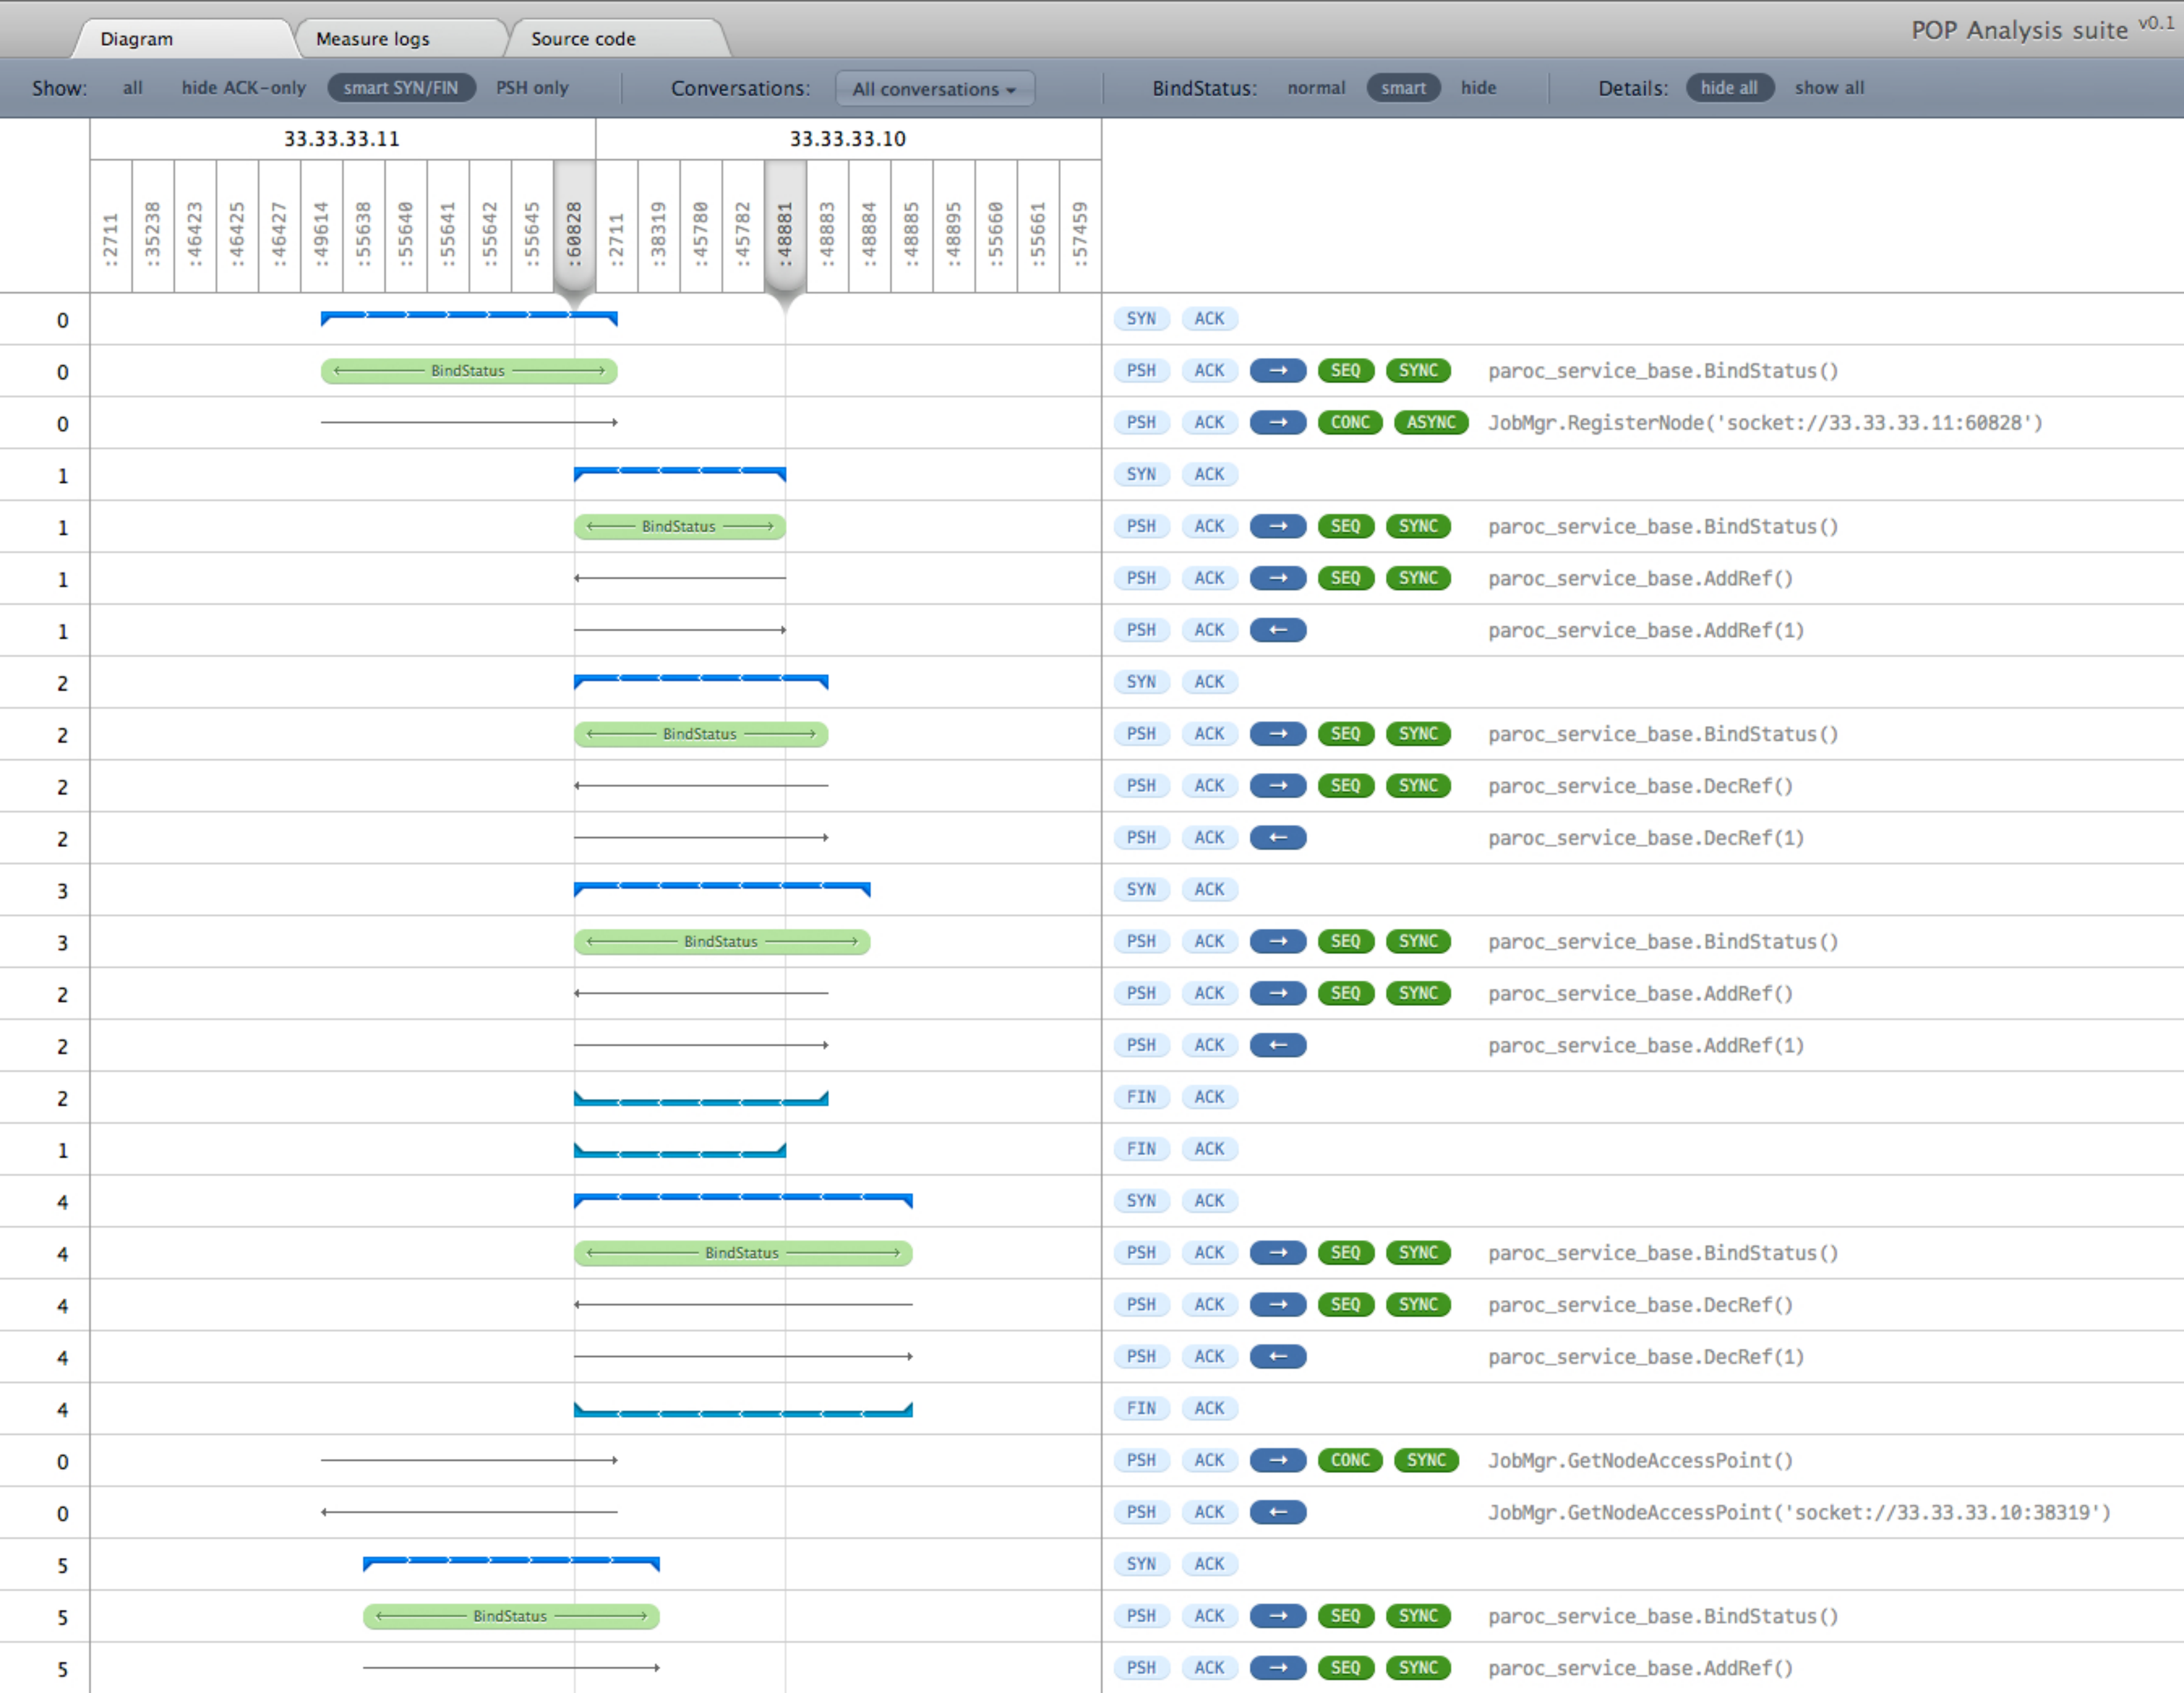 Diagram Measure logs Source code POP Analysis suite v0.1
Show: all hide ACK-only smart SYN/FIN PSH only Conversations: All conversations BindStatus: normal smart hide Details: hide all show all
33.33.33.11 33.33.33.10
:2711 :35238 :46423 :46425 :46427 :49614 :55638 :55640 :55641 :55642 :55645 :60828 :2711 :38319 :45780 :45782 :48881 :48883 :48884 :48885 :48895 :55660 :55661 :57459
0 SYN ACK
0 ← BindStatus → PSH ACK → SEQ SYNC paroc_service_base.BindStatus()
0 PSH ACK → CONC ASYNC JobMgr.RegisterNode('socket://33.33.33.11:60828')
1 SYN ACK
1 ← BindStatus → PSH ACK → SEQ SYNC paroc_service_base.BindStatus()
1 PSH ACK → SEQ SYNC paroc_service_base.AddRef()
1 PSH ACK ← paroc_service_base.AddRef(1)
2 SYN ACK
2 ← BindStatus → PSH ACK → SEQ SYNC paroc_service_base.BindStatus()
2 PSH ACK → SEQ SYNC paroc_service_base.DecRef()
2 PSH ACK ← paroc_service_base.DecRef(1)
3 SYN ACK
3 ← BindStatus → PSH ACK → SEQ SYNC paroc_service_base.BindStatus()
2 PSH ACK → SEQ SYNC paroc_service_base.AddRef()
2 PSH ACK ← paroc_service_base.AddRef(1)
2 FIN ACK
1 FIN ACK
4 SYN ACK
4 ← BindStatus → PSH ACK → SEQ SYNC paroc_service_base.BindStatus()
4 PSH ACK → SEQ SYNC paroc_service_base.DecRef()
4 PSH ACK ← paroc_service_base.DecRef(1)
4 FIN ACK
0 PSH ACK → CONC SYNC JobMgr.GetNodeAccessPoint()
0 PSH ACK ← JobMgr.GetNodeAccessPoint('socket://33.33.33.10:38319')
5 SYN ACK
5 ← BindStatus → PSH ACK → SEQ SYNC paroc_service_base.BindStatus()
5 PSH ACK → SEQ SYNC paroc_service_base.AddRef()